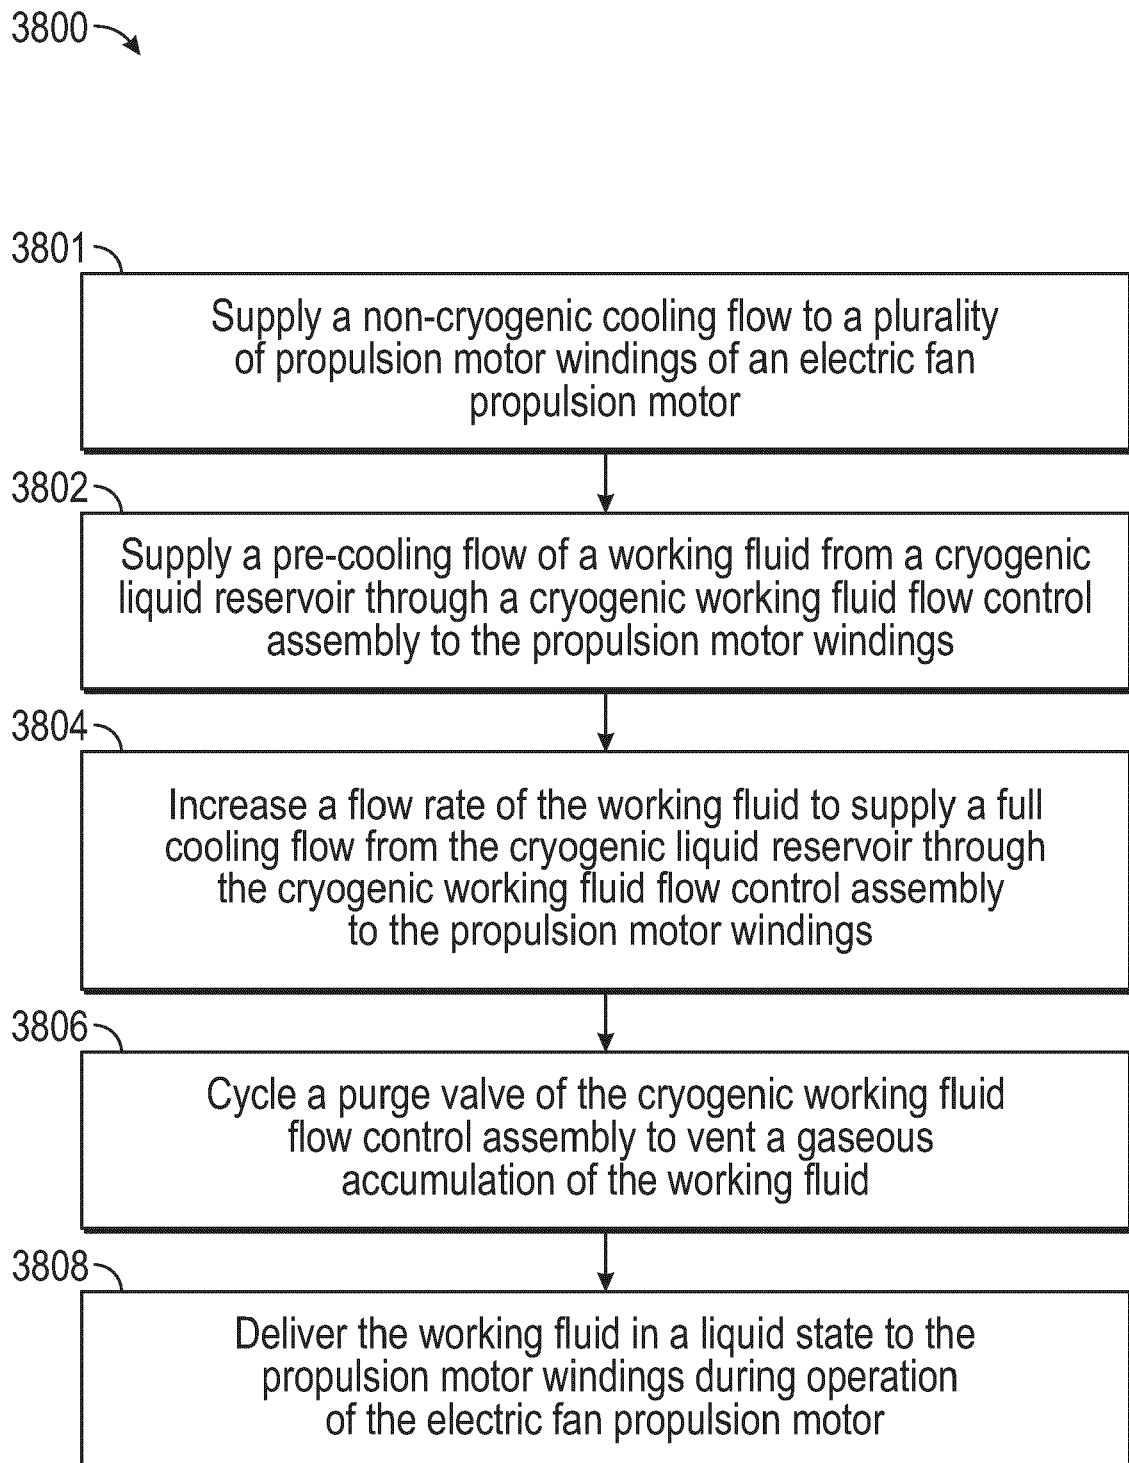 3800
3801
Supply a non-cryogenic cooling flow to a plurality
of propulsion motor windings of an electric fan
propulsion motor
3802
Supply a pre-cooling flow of a working fluid from a cryogenic
liquid reservoir through a cryogenic working fluid flow control
assembly to the propulsion motor windings
3804
Increase a flow rate of the working fluid to supply a full
cooling flow from the cryogenic liquid reservoir through
the cryogenic working fluid flow control assembly
to the propulsion motor windings
3806
Cycle a purge valve of the cryogenic working fluid
flow control assembly to vent a gaseous
accumulation of the working fluid
3808
Deliver the working fluid in a liquid state to the
propulsion motor windings during operation
of the electric fan propulsion motor